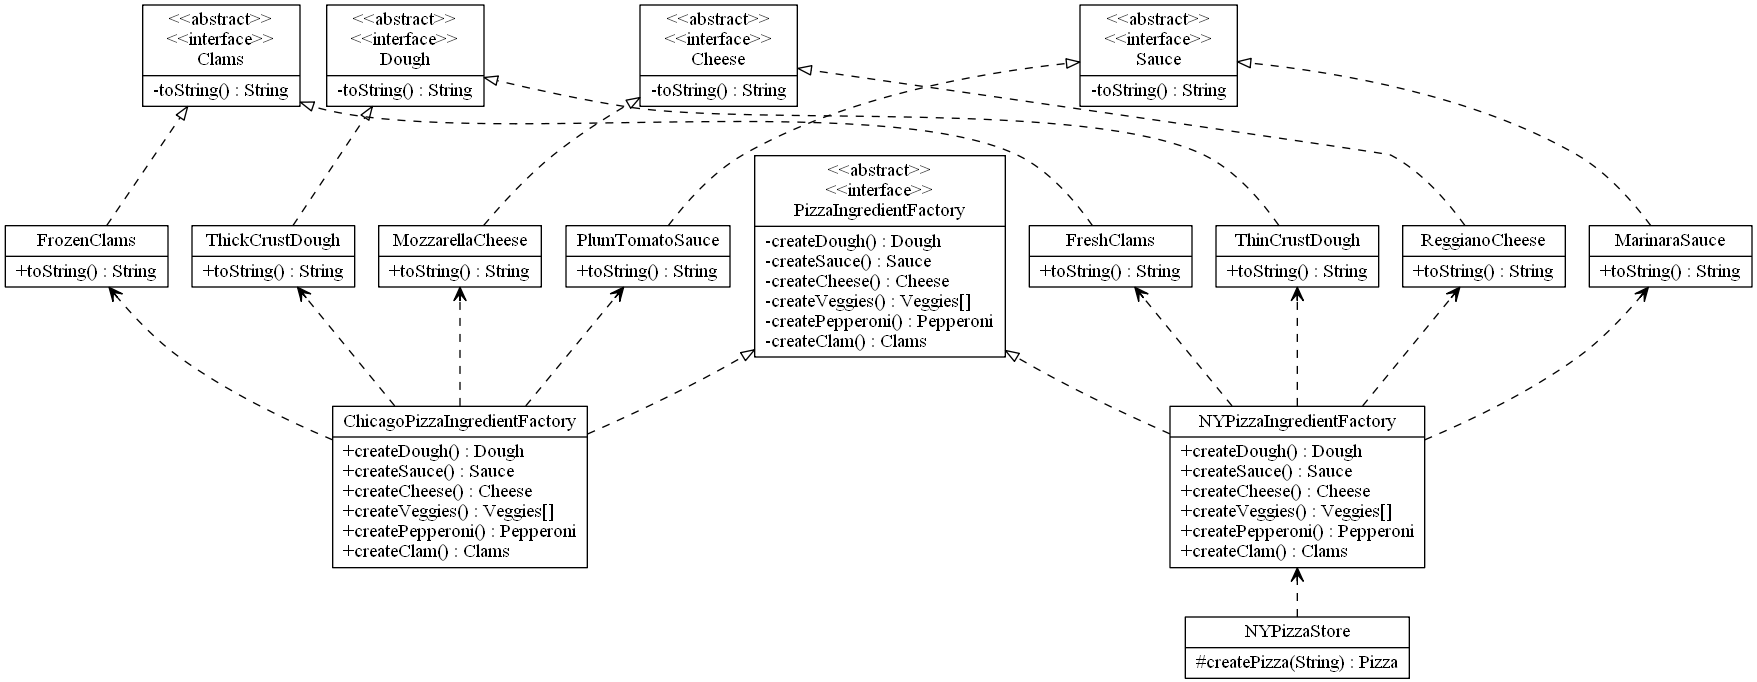 <<abstract>>
<<interface>>
Clams
-toString() : String
<<abstract>>
<<interface>>
Dough
-toString() : String
<<abstract>>
<<interface>>
Cheese
-toString() : String
<<abstract>>
<<interface>>
Sauce
-toString() : String
FrozenClams
+toString() : String
ThickCrustDough
+toString() : String
MozzarellaCheese
+toString() : String
PlumTomatoSauce
+toString() : String
<<abstract>>
<<interface>>
PizzaIngredientFactory
-createDough() : Dough
-createSauce() : Sauce
-createCheese() : Cheese
-createVeggies() : Veggies[]
-createPepperoni() : Pepperoni
-createClam() : Clams
FreshClams
+toString() : String
ThinCrustDough
+toString() : String
ReggianoCheese
+toString() : String
MarinaraSauce
+toString() : String
ChicagoPizzaIngredientFactory
+createDough() : Dough
+createSauce() : Sauce
+createCheese() : Cheese
+createVeggies() : Veggies[]
+createPepperoni() : Pepperoni
+createClam() : Clams
NYPizzaIngredientFactory
+createDough() : Dough
+createSauce() : Sauce
+createCheese() : Cheese
+createVeggies() : Veggies[]
+createPepperoni() : Pepperoni
+createClam() : Clams
NYPizzaStore
#createPizza(String) : Pizza